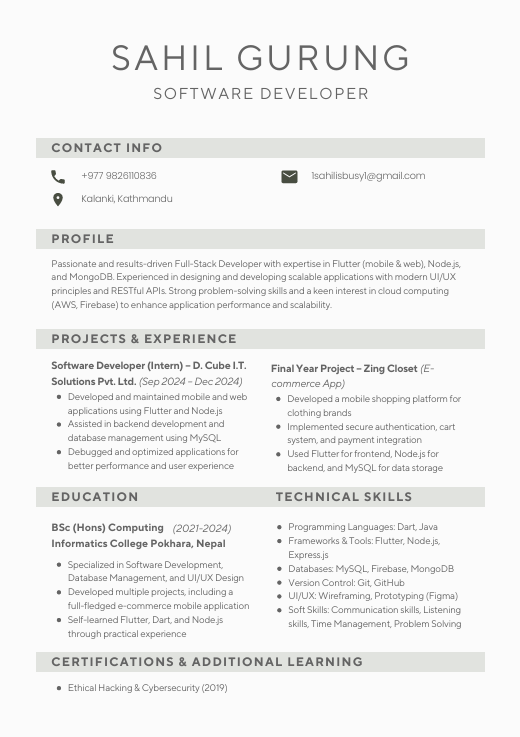 SAHIL GURUNG
SOFTWARE DEVELOPER
CONTACT INFO
+977 9826110836
1sahilisbusy1@gmail.com
Kalanki, Kathmandu
PROFILE
Passionate and results-driven Full-Stack Developer with expertise in Flutter (mobile & web), Node.js,
and MongoDB. Experienced in designing and developing scalable applications with modern UI/UX
principles and RESTful APIs. Strong problem-solving skills and a keen interest in cloud computing
(AWS, Firebase) to enhance application performance and scalability.
PROJECTS & EXPERIENCE
Software Developer (Intern) – D. Cube I.T.
Solutions Pvt. Ltd. (Sep 2024 – Dec 2024)
• Developed and maintained mobile and web
applications using Flutter and Node.js
• Assisted in backend development and
database management using MySQL
• Debugged and optimized applications for
better performance and user experience
Final Year Project – Zing Closet (E-
commerce App)
• Developed a mobile shopping platform for
clothing brands
• Implemented secure authentication, cart
system, and payment integration
• Used Flutter for frontend, Node.js for
backend, and MySQL for data storage
EDUCATION
BSc (Hons) Computing (2021-2024)
Informatics College Pokhara, Nepal
• Specialized in Software Development,
Database Management, and UI/UX Design
• Developed multiple projects, including a
full-fledged e-commerce mobile application
• Self-learned Flutter, Dart, and Node.js
through practical experience
TECHNICAL SKILLS
• Programming Languages: Dart, Java
• Frameworks & Tools: Flutter, Node.js,
Express.js
• Databases: MySQL, Firebase, MongoDB
• Version Control: Git, GitHub
• UI/UX: Wireframing, Prototyping (Figma)
• Soft Skills: Communication skills, Listening
skills, Time Management, Problem Solving
CERTIFICATIONS & ADDITIONAL LEARNING
• Ethical Hacking & Cybersecurity (2019)